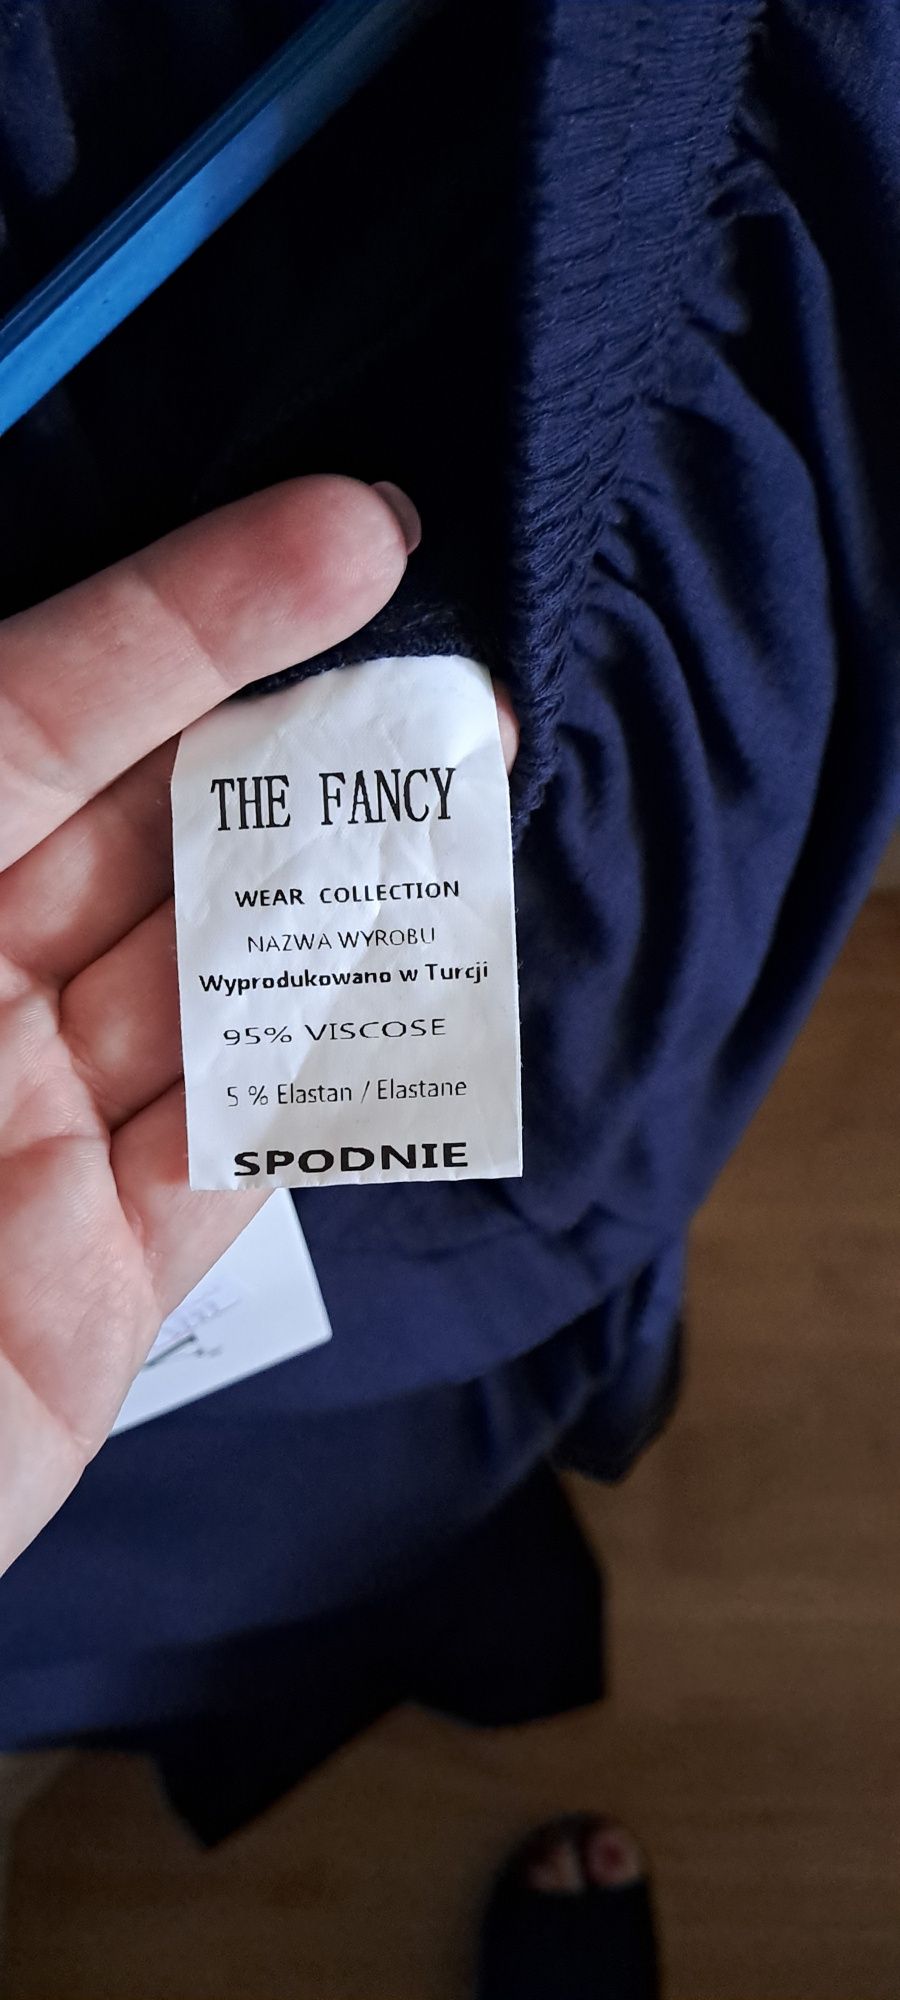 THE FANCY
WEAR COLLECTION
NAZWA WYROBU
Wyprodukowano w Turcji
95% VISCOSE
5 % Elastan / Elastane
SPODNIE